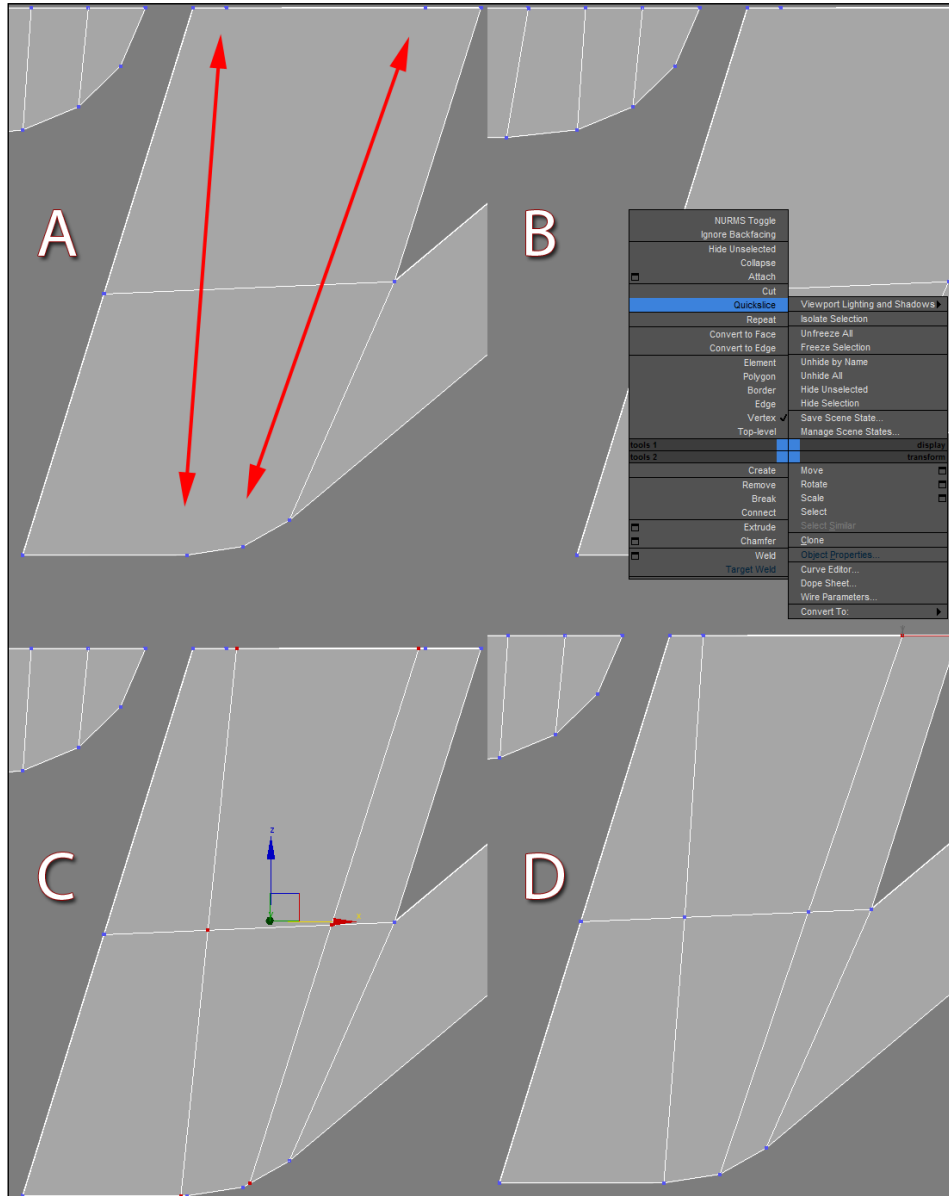 A
B
NURMS Toggle
Ignore Backfacing
Hide Unselected
Collapse
Attach
Cut
Quickslice
Repeat
Convert to Face
Convert to Edge
Element
Polygon
Border
Edge
Vertex
Top-level
Viewport Lighting and Shadows
Isolate Selection
Unfreeze All
Freeze Selection
Unhide by Name
Unhide All
Hide Unselected
Hide Selection
Save Scene State...
Manage Scene States...
tools 1
display
tools 2
transform
Create
Remove
Break
Connect
Extrude
Chamfer
Weld
Target Weld
Move
Rotate
Scale
Select
Select Similar
Clone
Object Properties...
Curve Editor...
Dope Sheet...
Wire Parameters...
Convert To:
C
z
x
D